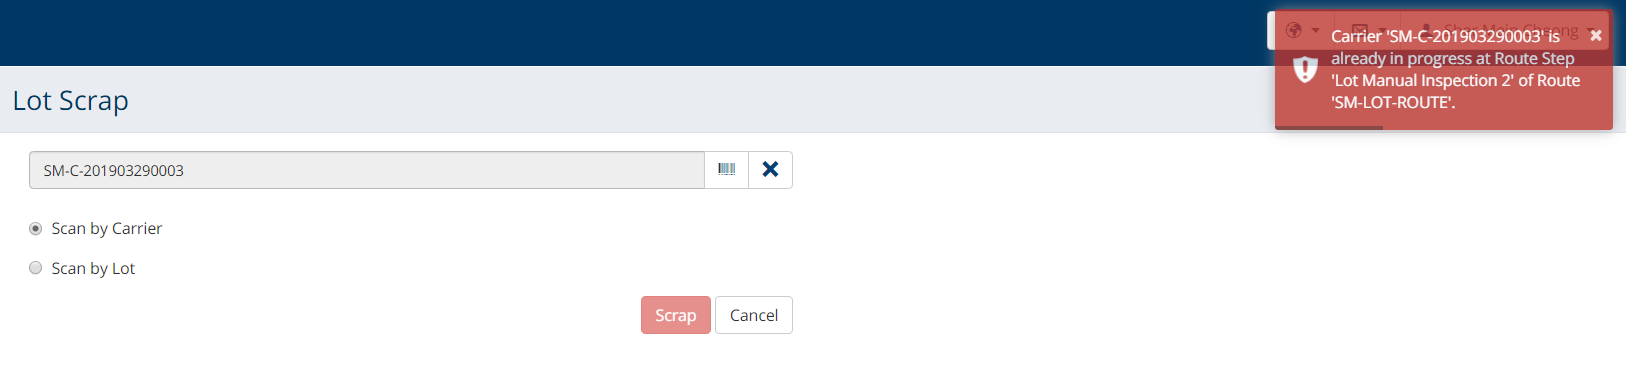 Carrier 'SM-C-201903290003' is
already in progress at Route Step
'Lot Manual Inspection 2' of Route
'SM-LOT-ROUTE'.
Lot Scrap
SM-C-201903290003
Scan by Carrier
Scan by Lot
Scrap Cancel